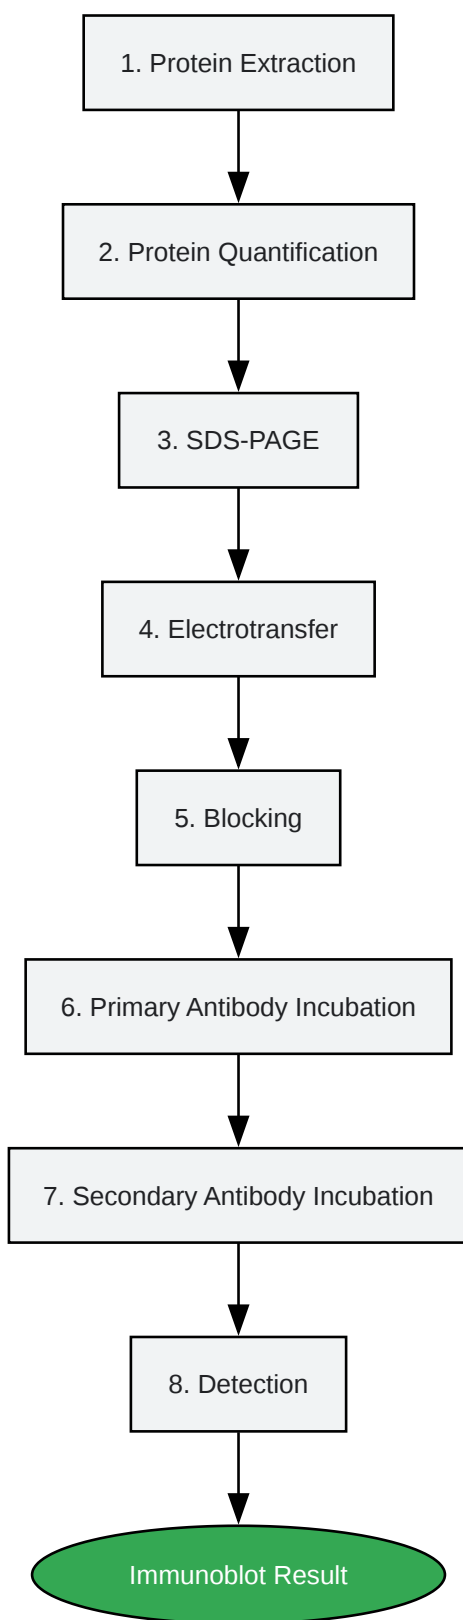 1. Protein Extraction
2. Protein Quantification
3. SDS-PAGE
4. Electrotransfer
5. Blocking
6. Primary Antibody Incubation
7. Secondary Antibody Incubation
8. Detection
Immunoblot Result